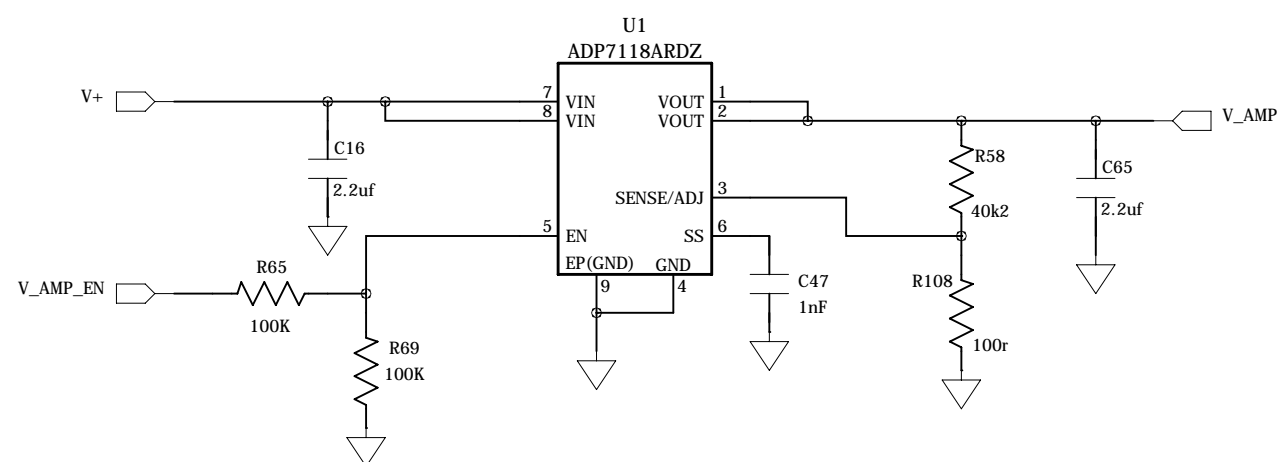 U1
ADP7118ARDZ
V+
7
VIN
VOUT
1
8
VIN
VOUT
2
V_AMP
C16
2.2uf
R58
40k2
C65
2.2uf
SENSE/ADJ
3
5
EN
SS
6
EP(GND)
GND
9
4
C47
1nF
V_AMP_EN
R65
100K
R108
100r
R69
100K